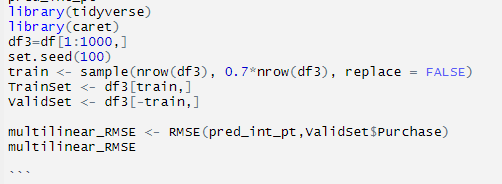 pred_int_pt
library(tidyverse)
library(caret)
df3=df[1:1000,]
set.seed(100)
train <- sample(nrow(df3), 0.7*nrow(df3), replace = FALSE)
TrainSet <- df3[train,]
ValidSet <- df3[-train,]
multilinear_RMSE <- RMSE(pred_int_pt,ValidSet$Purchase)
multilinear_RMSE
```